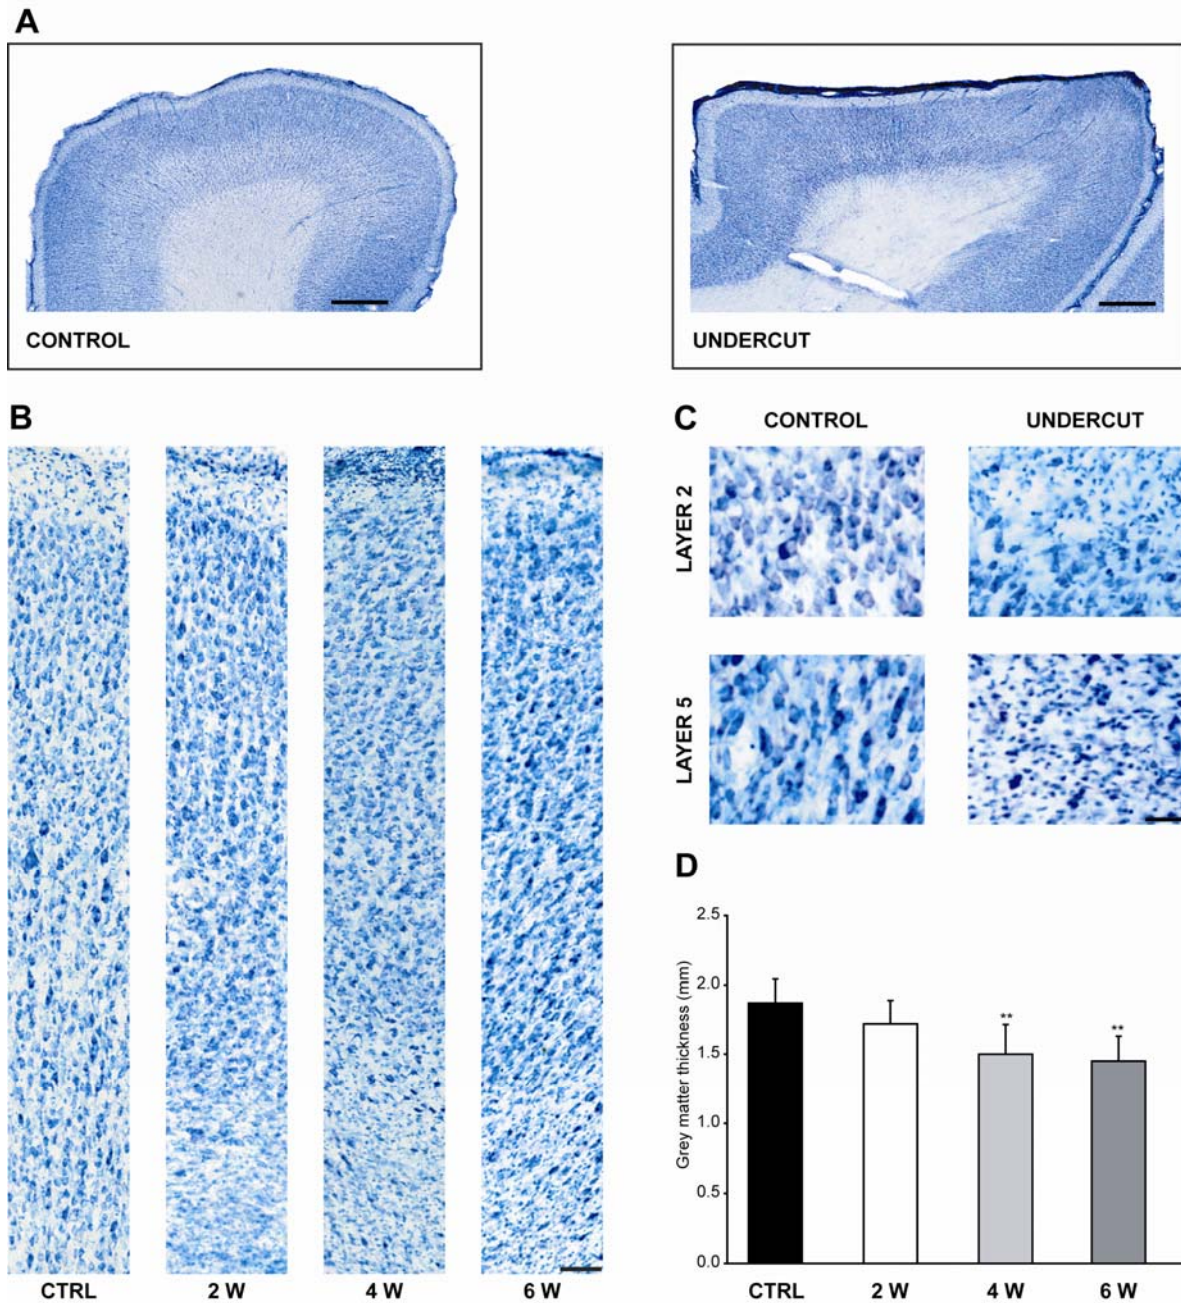 A
CONTROL
UNDERCUT
B
CTRL
2 W
4 W
6 W
C
CONTROL UNDERCUT
LAYER 2
LAYER 5
D
Grey matter thickness (mm)
2.5
2.0
1.5
1.0
0.5
0.0
**
**
CTRL 2 W 4 W 6 W